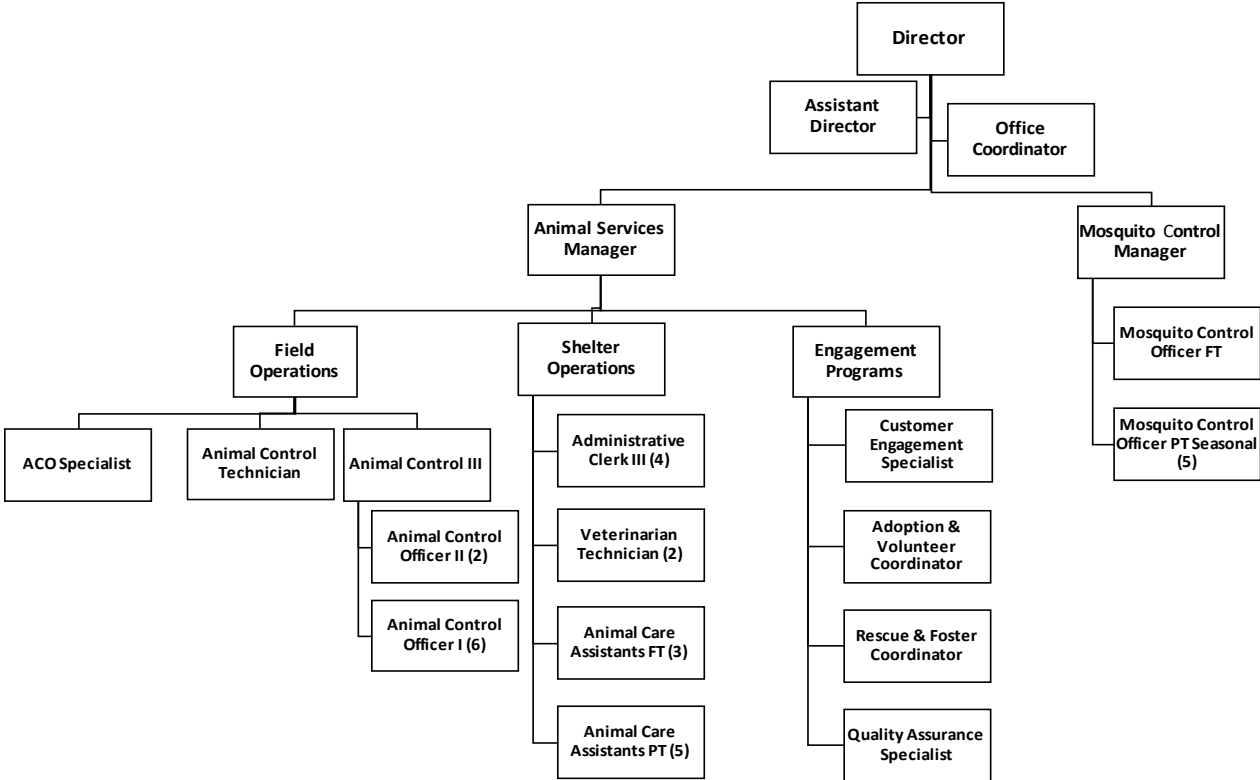 Director
Assistant
Director
Office
Coordinator
Animal Services
Manager
Mosquito Control
Manager
Field
Operations
Shelter
Operations
Engagement
Programs
Mosquito Control
Officer FT
Mosquito Control
Officer PT Seasonal
(5)
ACO Specialist
Animal Control
Technician
Animal Control III
Animal Control
Officer II (2)
Animal Control
Officer I (6)
Administrative
Clerk III (4)
Veterinarian
Technician (2)
Animal Care
Assistants FT (3)
Animal Care
Assistants PT (5)
Customer
Engagement
Specialist
Adoption &
Volunteer
Coordinator
Rescue & Foster
Coordinator
Quality Assurance
Specialist